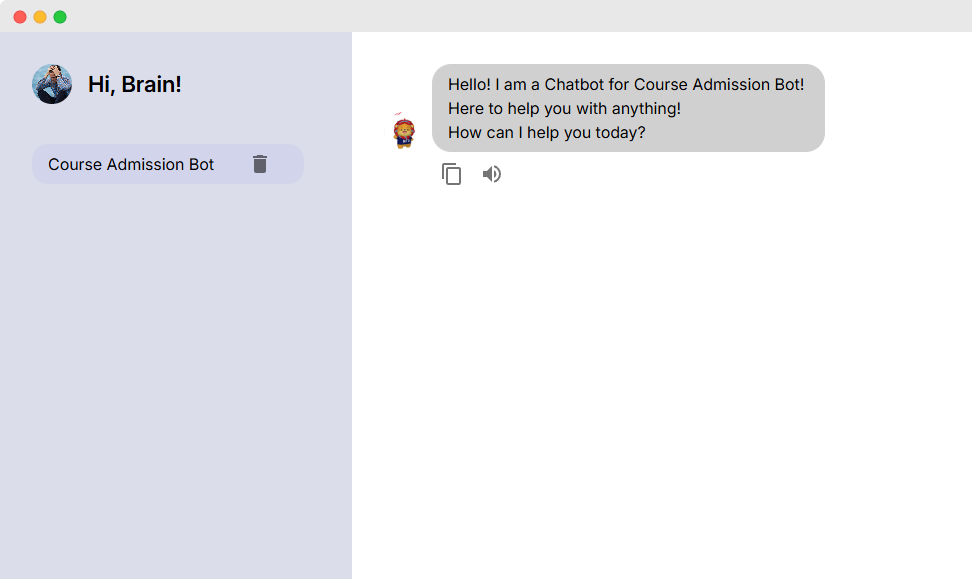 Hi, Brain!
Course Admission Bot
Hello! I am a Chatbot for Course Admission Bot!
Here to help you with anything!
How can I help you today?